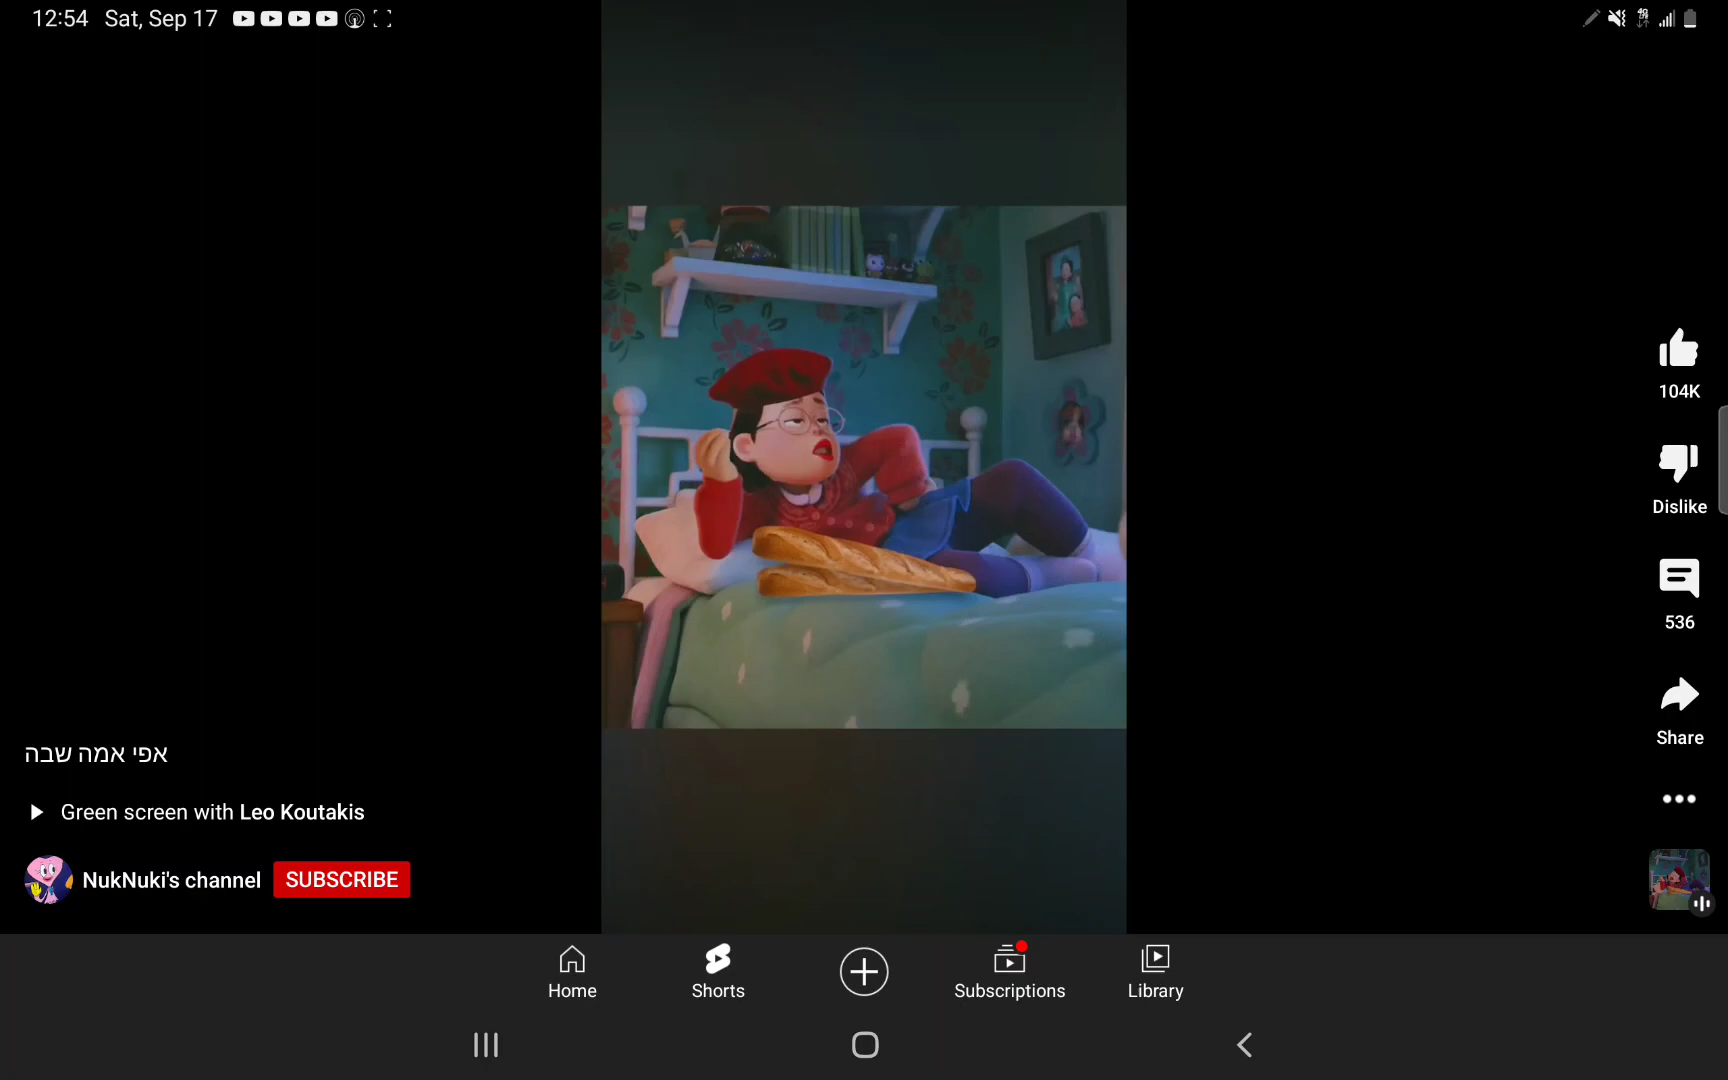 12:54 Sat, Sep 17
104K
Dislike
536
Share
אפי אמה שבה
Green screen with Leo Koutakis
NukNuki's channel SUBSCRIBE
Home Shorts Subscriptions Library